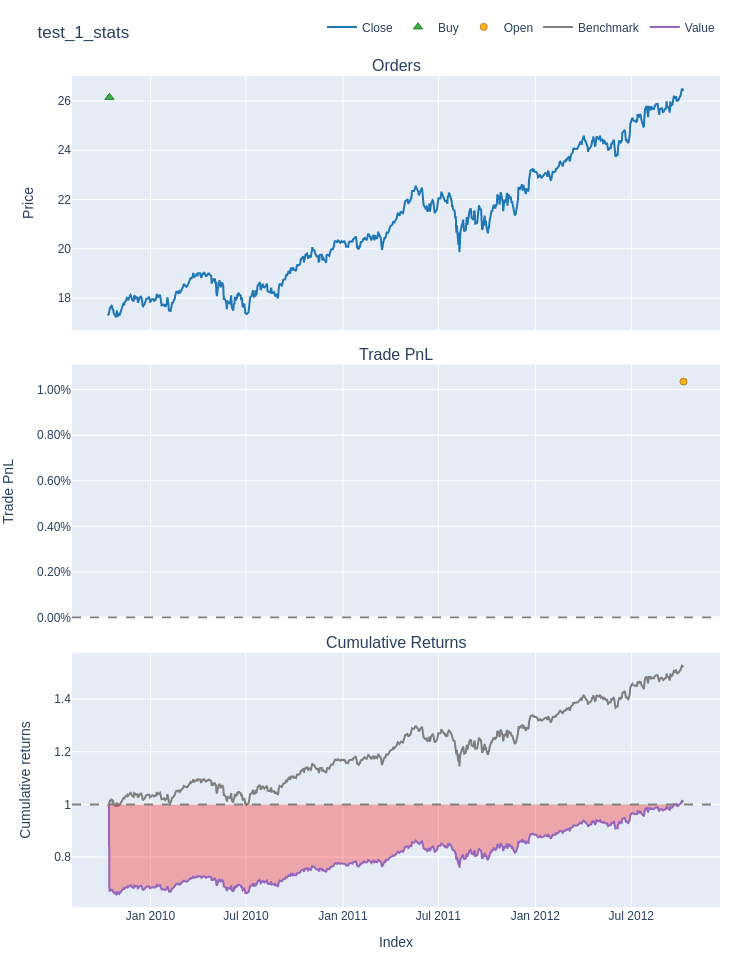 test_1_stats
Close Buy Open Benchmark Value
Orders
26
24
22
20
18
Price
Trade PnL
1.00%
0.80%
0.60%
0.40%
0.20%
0.00%
Trade PnL
Cumulative Returns
1.4
1.2
1
0.8
Cumulative returns
Jan 2010 Jul 2010 Jan 2011 Jul 2011 Jan 2012 Jul 2012
Index